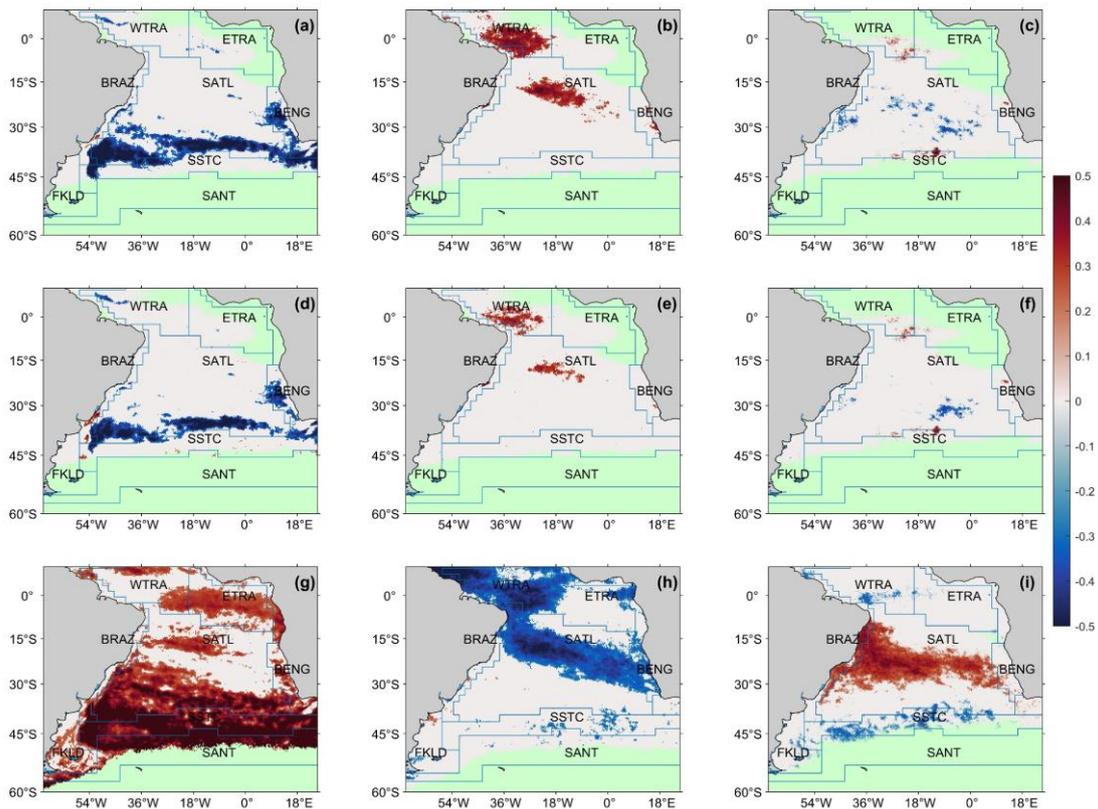 (a) (b) (c)
WTRA WTRA WTRA
0° ETRA 0° ETRA 0° ETRA
15°S BRAZ SATL 15°S BRAZ SATL 15°S BRAZ SATL
30°S BENG 30°S BENG 30°S BENG
SSTC SSTC SSTC
45°S 45°S 45°S
FKLD SANT FKLD SANT FKLD SANT
60°S 60°S 60°S
54°W 36°W 18°W 0° 18°E 54°W 36°W 18°W 0° 18°E 54°W 36°W 18°W 0° 18°E
(d) (e) (f)
WTRA WTRA WTRA
0° ETRA 0° ETRA 0° ETRA
15°S BRAZ SATL 15°S BRAZ SATL 15°S BRAZ SATL
30°S BENG 30°S BENG 30°S BENG
SSTC SSTC SSTC
45°S 45°S 45°S
FKLD SANT FKLD SANT FKLD SANT
60°S 60°S 60°S
54°W 36°W 18°W 0° 18°E 54°W 36°W 18°W 0° 18°E 54°W 36°W 18°W 0° 18°E
(g) (h) (i)
WTRA WTRA WTRA
0° ETRA 0° ETRA 0° ETRA
15°S BRAZ SATL 15°S BRAZ SATL 15°S BRAZ SATL
30°S BENG 30°S BENG 30°S BENG
SSTC SSTC SSTC
45°S 45°S 45°S
FKLD SANT FKLD SANT FKLD SANT
60°S 60°S 60°S
54°W 36°W 18°W 0° 18°E 54°W 36°W 18°W 0° 18°E 54°W 36°W 18°W 0° 18°E
0.5
0.4
0.3
0.2
0.1
0
-0.1
-0.2
-0.3
-0.4
-0.5